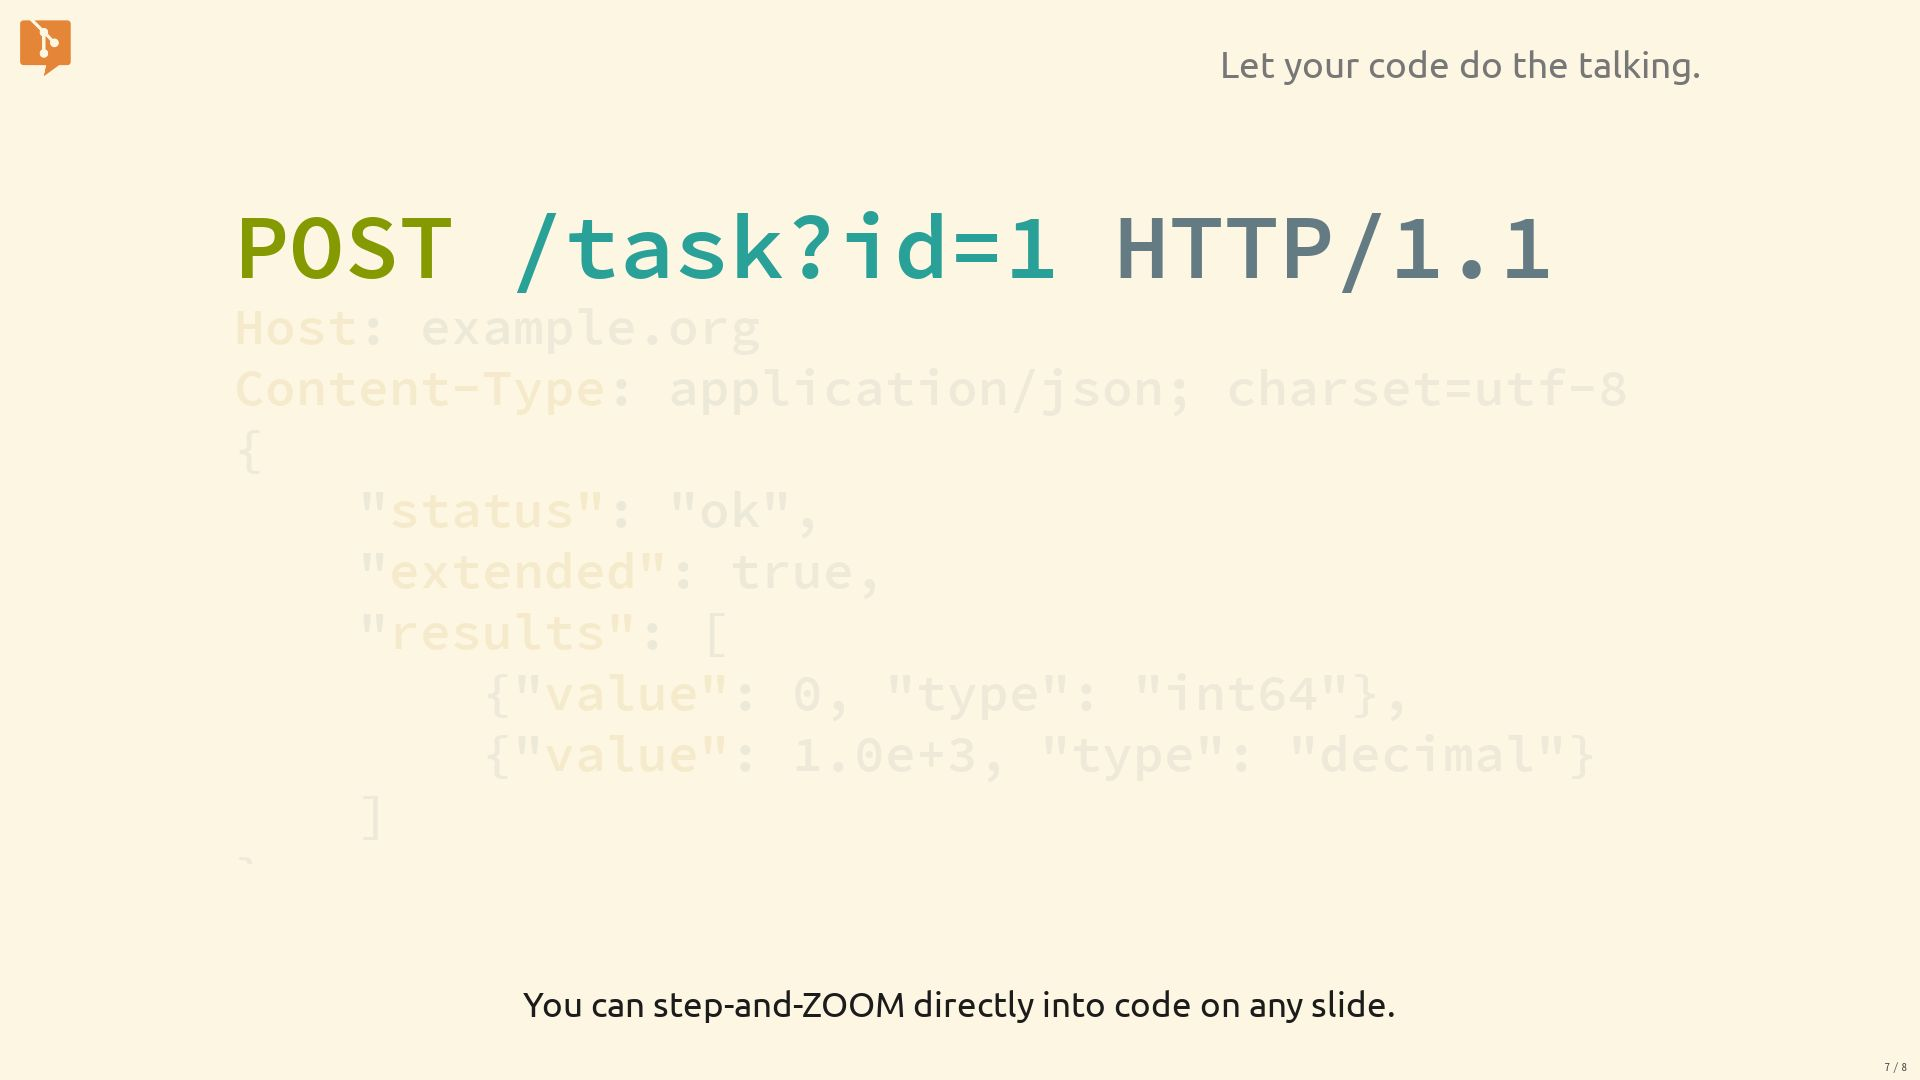 Let your code do the talking.
POST /task?id=1 HTTP/1.1
Host: example.org
Content-Type: application/json; charset=utf-8
{
    "status": "ok",
    "extended": true,
    "results": [
        {"value": 0, "type": "int64"},
        {"value": 1.0e+3, "type": "decimal"}
    ]
}
You can step-and-ZOOM directly into code on any slide.
7 / 8